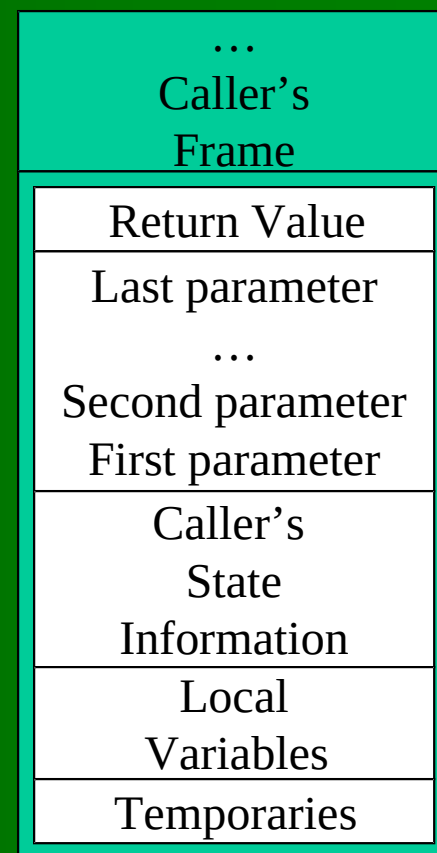 …
Caller’s
Frame
Return Value
Last parameter
…
Second parameter
First parameter
Caller’s
State
Information
Local
Variables
Temporaries